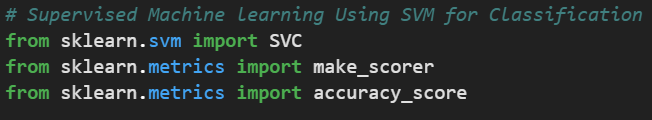 # Supervised Machine Learning Using SVM for Classification
from sklearn.svm import SVC
from sklearn.metrics import make_scorer
from sklearn.metrics import accuracy_score